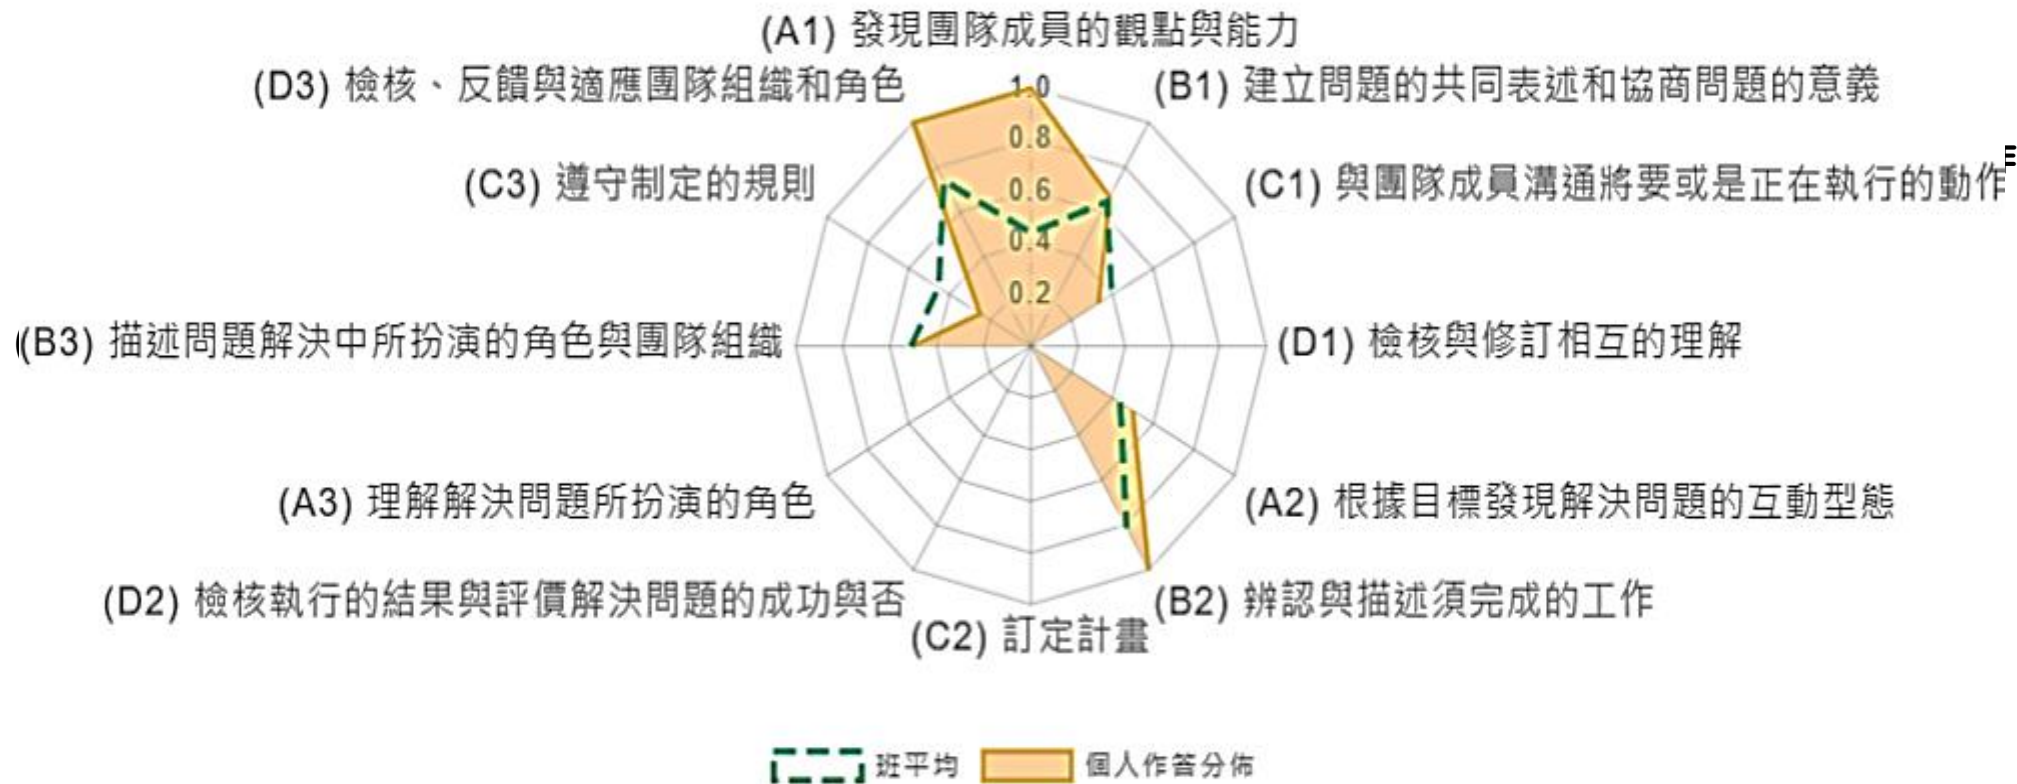 (A1) 發現團隊成員的觀點與能力
(D3) 檢核、反饋與適應團隊組織和角色
(B1) 建立問題的共同表述和協商問題的意義
1.0
0.8
(C3) 遵守制定的規則
0.6
(C1) 與團隊成員溝通將要或是正在執行的動作
0.4
0.2
(B3) 描述問題解決中所扮演的角色與團隊組織
(D1) 檢核與修訂相互的理解
(A3) 理解解決問題所扮演的角色
(A2) 根據目標發現解決問題的互動型態
(D2) 檢核執行的結果與評價解決問題的成功與否
(B2) 辨認與描述須完成的工作
(C2) 訂定計畫
班平均 個人作答分佈